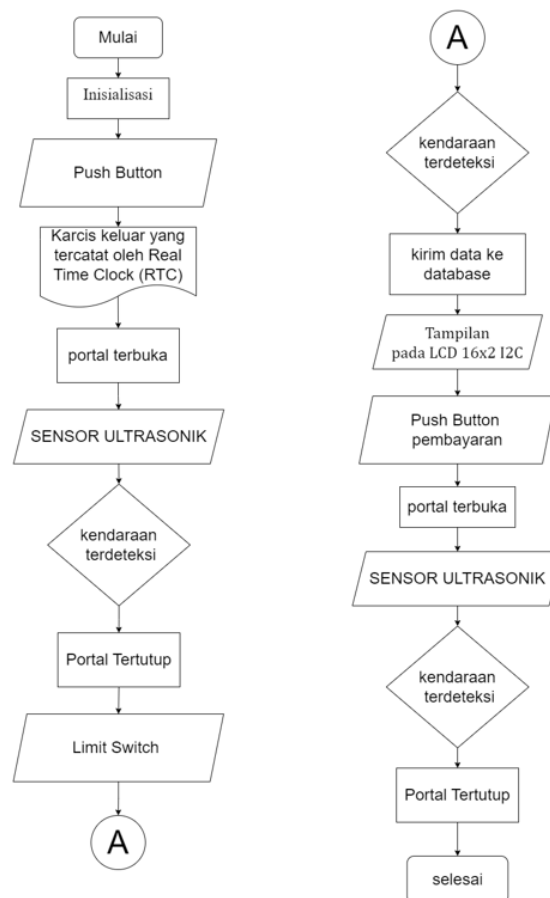 Mulai
Inisialisasi
Push Button
Karcis keluar yang
tercatat oleh Real
Time Clock (RTC)
portal terbuka
SENSOR ULTRASONIK
kendaraan
terdeteksi
Portal Tertutup
Limit Switch
A
A
kendaraan
terdeteksi
kirim data ke
database
Tampilan
pada LCD 16x2 I2C
Push Button
pembayaran
portal terbuka
SENSOR ULTRASONIK
kendaraan
terdeteksi
Portal Tertutup
selesai